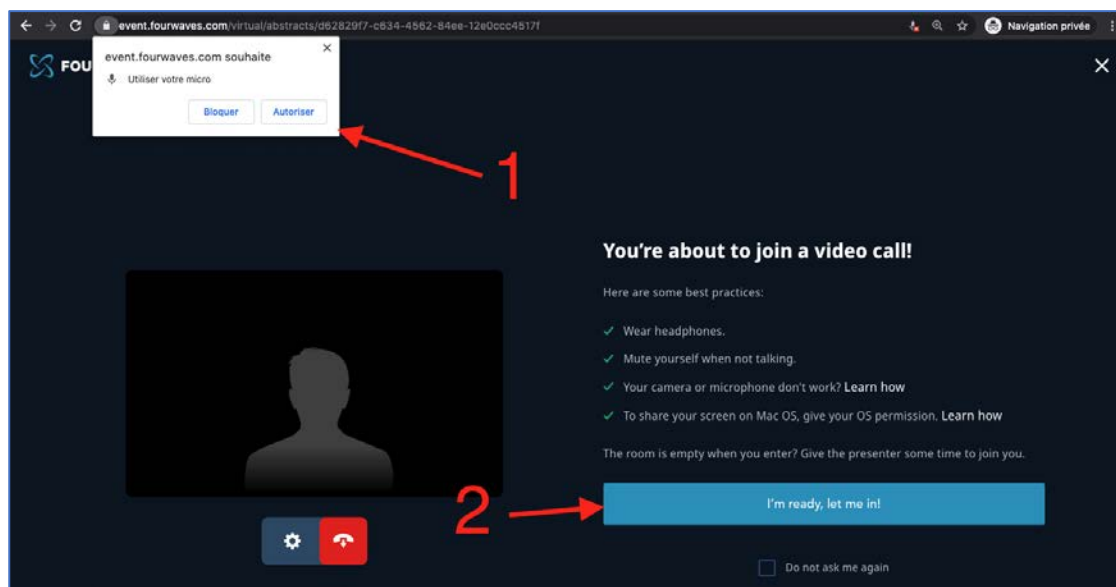 event.fourwaves.com/virtual/abstracts/d62829f7-c634-4562-84ee-12e0ccc4517f
Navigation privée
FOU
event.fourwaves.com souhaite
Utiliser votre micro
Bloquer
Autoriser
1
You're about to join a video call!
Here are some best practices:
Wear headphones.
Mute yourself when not talking.
Your camera or microphone don't work? Learn how
To share your screen on Mac OS, give your OS permission. Learn how
The room is empty when you enter? Give the presenter some time to join you.
2
I'm ready, let me in!
Do not ask me again